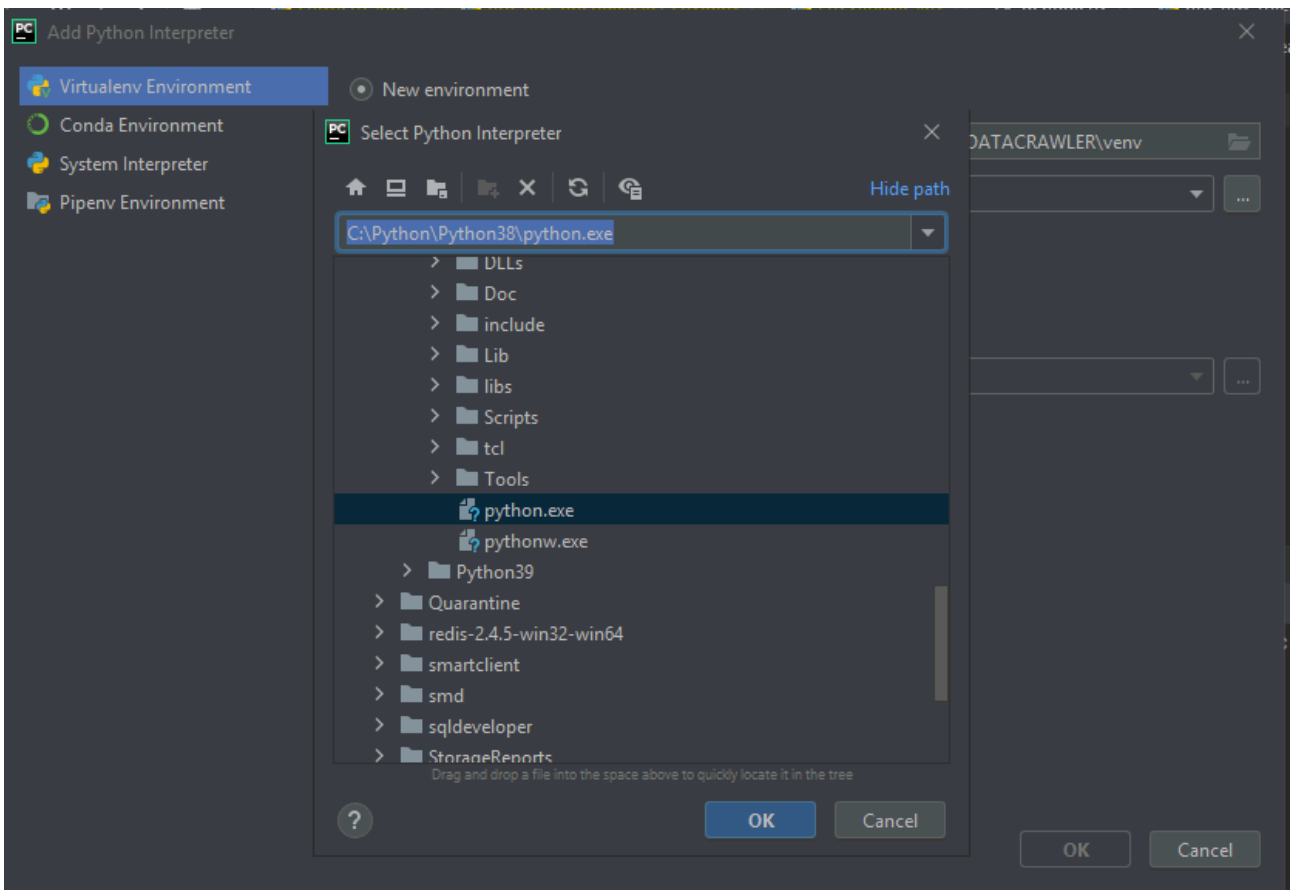 PC Add Python Interpreter
Virtualenv Environment
New environment
Conda Environment
System Interpreter
Pipenv Environment
DATACRAWLER\venv
...
...
PC Select Python Interpreter
Hide path
C:\Python\Python38\python.exe
DLLs
Doc
include
Lib
libs
Scripts
tcl
Tools
python.exe
pythonw.exe
Python39
Quarantine
redis-2.4.5-win32-win64
smartclient
smd
sqldeveloper
StorageReports
Drag and drop a file into the space above to quickly locate it in the tree
? OK Cancel
OK Cancel